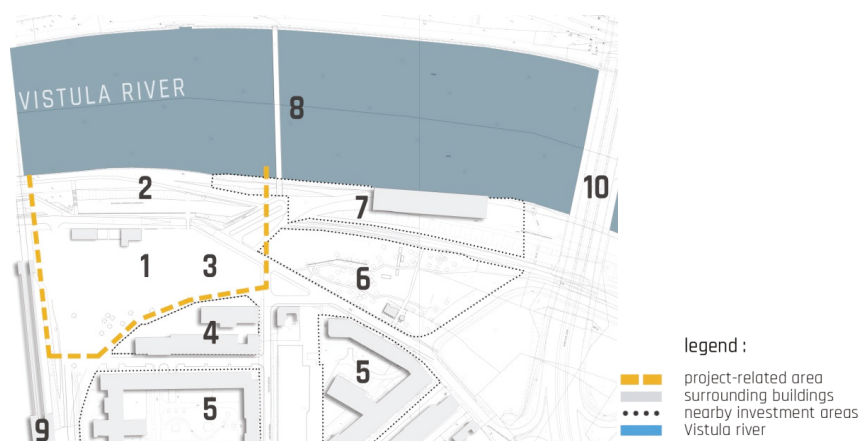 VISTULA RIVER
8
2
10
7
1
3
6
4
5
5
9
legend :
project-related area
surrounding buildings
nearby investment areas
Vistula river